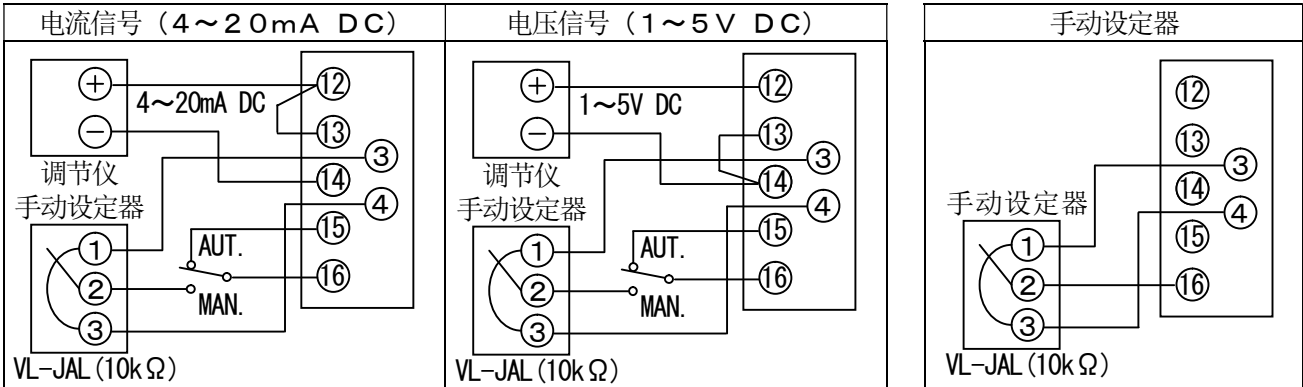 电流信号（4～20mA DC）
+
−
4～20mA DC
调节仪
手动设定器
1
2
3
VL-JAL(10kΩ)
AUT.
MAN.
⑫
⑬
③
⑭
④
⑮
⑯
电压信号（1～5V DC）
+
−
1～5V DC
调节仪
手动设定器
①
②
③
VL-JAL(10kΩ)
AUT.
MAN.
⑫
⑬
③
⑭
④
⑮
⑯
手动设定器
⑫
⑬
③
⑭
④
⑮
⑯
手动设定器
①
②
③
VL-JAL(10kΩ)